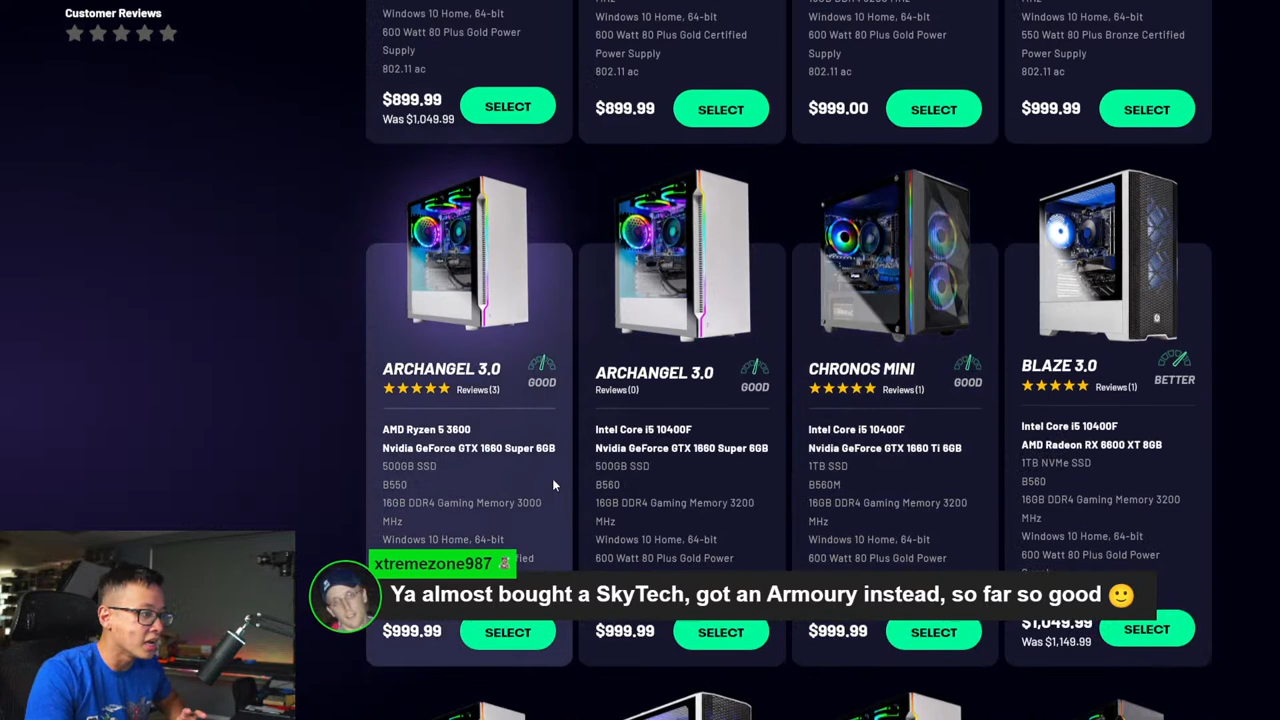 Customer Reviews
Windows 10 Home, 64-bit
600 Watt 80 Plus Gold Power
Supply
802.11 ac
$899.99
Was $1,049.99
SELECT
Windows 10 Home, 64-bit
600 Watt 80 Plus Gold Certified
Power Supply
802.11 ac
$899.99
SELECT
Windows 10 Home, 64-bit
600 Watt 80 Plus Gold Power
Supply
802.11 ac
$999.00
SELECT
Windows 10 Home, 64-bit
550 Watt 80 Plus Bronze Certified
Power Supply
802.11 ac
$999.99
SELECT
ARCHANGEL 3.0
GOOD
Reviews(3)
AMD Ryzen 5 3600
Nvidia GeForce GTX 1660 Super 6GB
500GB SSD
B550
16GB DDR4 Gaming Memory 3000
MHz
Windows 10 Home, 64-bit
$999.99
SELECT
ARCHANGEL 3.0
GOOD
Reviews(0)
Intel Core i5 10400F
Nvidia GeForce GTX 1660 Super 6GB
500GB SSD
B560
16GB DDR4 Gaming Memory 3200
MHz
Windows 10 Home, 64-bit
600 Watt 80 Plus Gold Power
$999.99
SELECT
CHRONOS MINI
GOOD
Reviews(1)
Intel Core i5 10400F
Nvidia GeForce GTX 1660 Ti 6GB
1TB SSD
B560M
16GB DDR4 Gaming Memory 3200
MHz
Windows 10 Home, 64-bit
600 Watt 80 Plus Gold Power
$999.99
SELECT
BLAZE 3.0
BETTER
Reviews(1)
Intel Core i5 10400F
AMD Radeon RX 6600 XT 8GB
1TB NVMe SSD
B560
16GB DDR4 Gaming Memory 3200
MHz
Windows 10 Home, 64-bit
600 Watt 80 Plus Gold Power
$1,049.99
Was $1,149.99
SELECT
xtremezone987
Ya almost bought a SkyTech, got an Armoury instead, so far so good 🙂